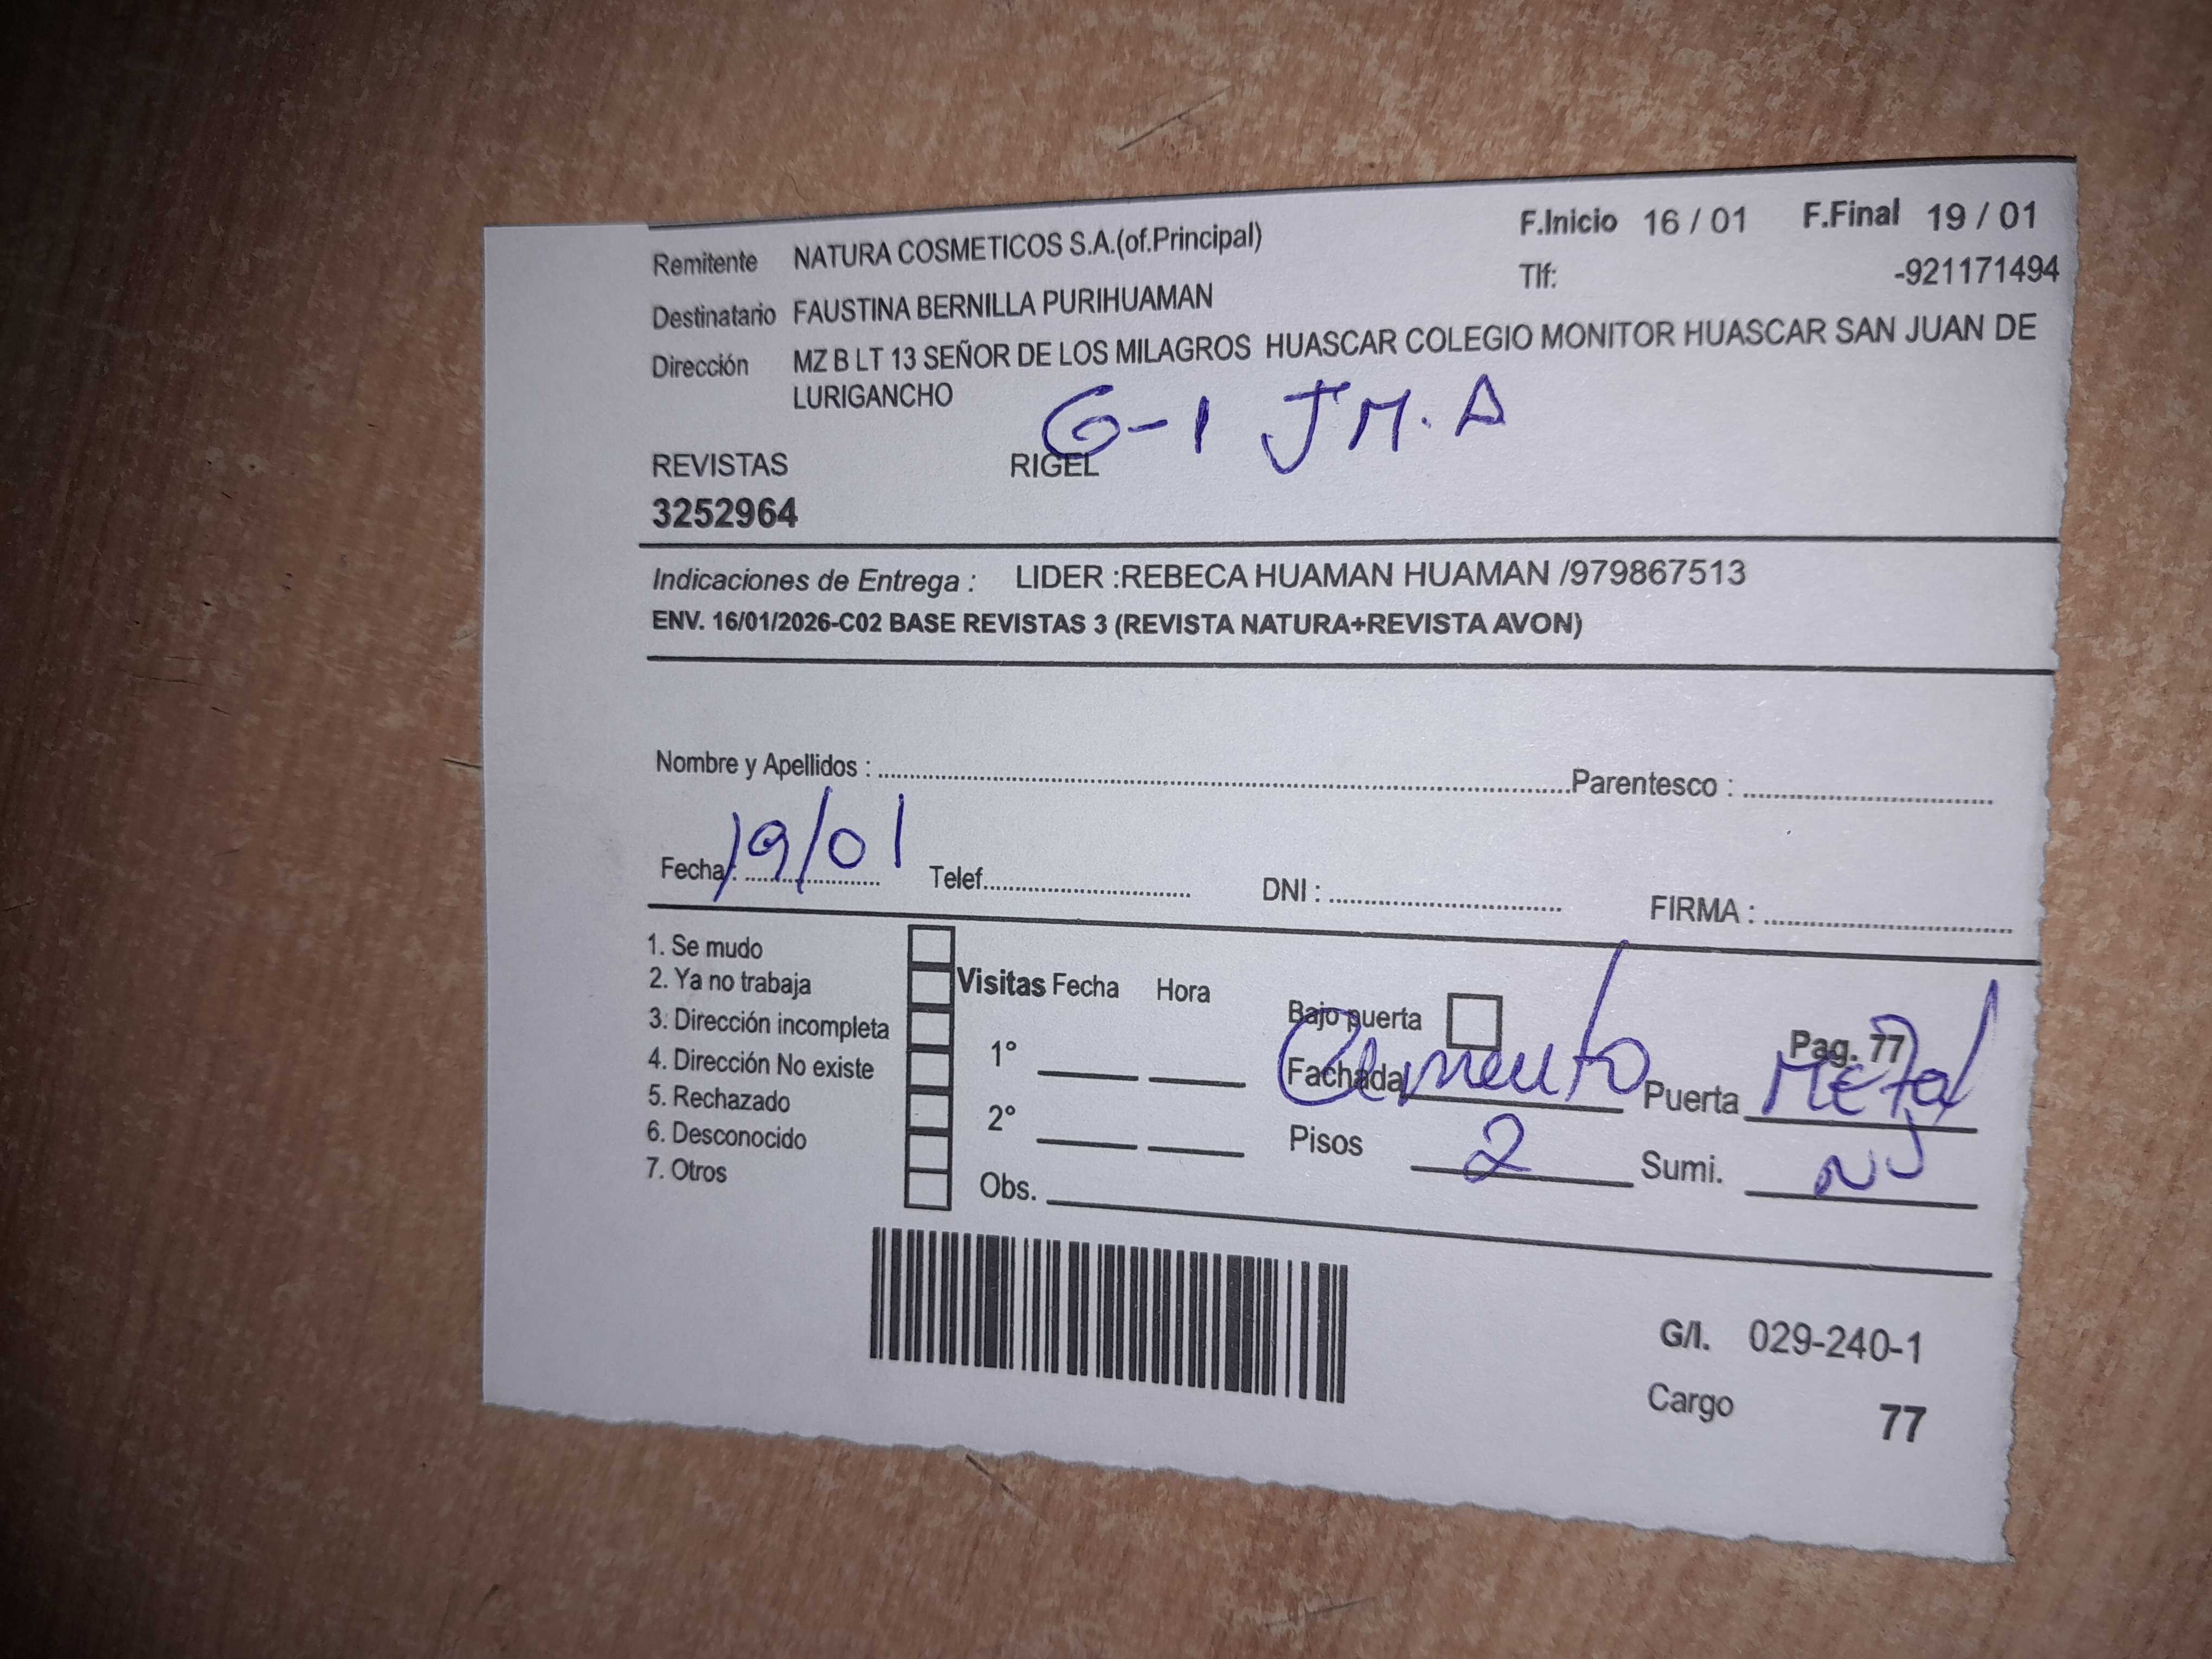 Remitente NATURA COSMETICOS S.A.(of.Principal) F.Inicio 16 / 01 F.Final 19 / 01
Destinatario FAUSTINA BERNILLA PURIHUAMAN Tlf: -921171494
Dirección MZ B LT 13 SEÑOR DE LOS MILAGROS HUASCAR COLEGIO MONITOR HUASCAR SAN JUAN DE
LURIGANCHO
G-1 J M. A
REVISTAS RIGEL
3252964
Indicaciones de Entrega : LIDER :REBECA HUAMAN HUAMAN /979867513
ENV. 16/01/2026-C02 BASE REVISTAS 3 (REVISTA NATURA+REVISTA AVON)
Nombre y Apellidos : Parentesco :
Fecha : 19/01 Telef. DNI : FIRMA :
1. Se mudo
2. Ya no trabaja
3. Dirección incompleta
4. Dirección No existe
5. Rechazado
6. Desconocido
7. Otros
Visitas Fecha Hora
1°
2°
Obs.
Bajo puerta Pag. 77
Fachada Cemento Puerta Metal
Pisos 2 Sumi.
G/I. 029-240-1
Cargo 77